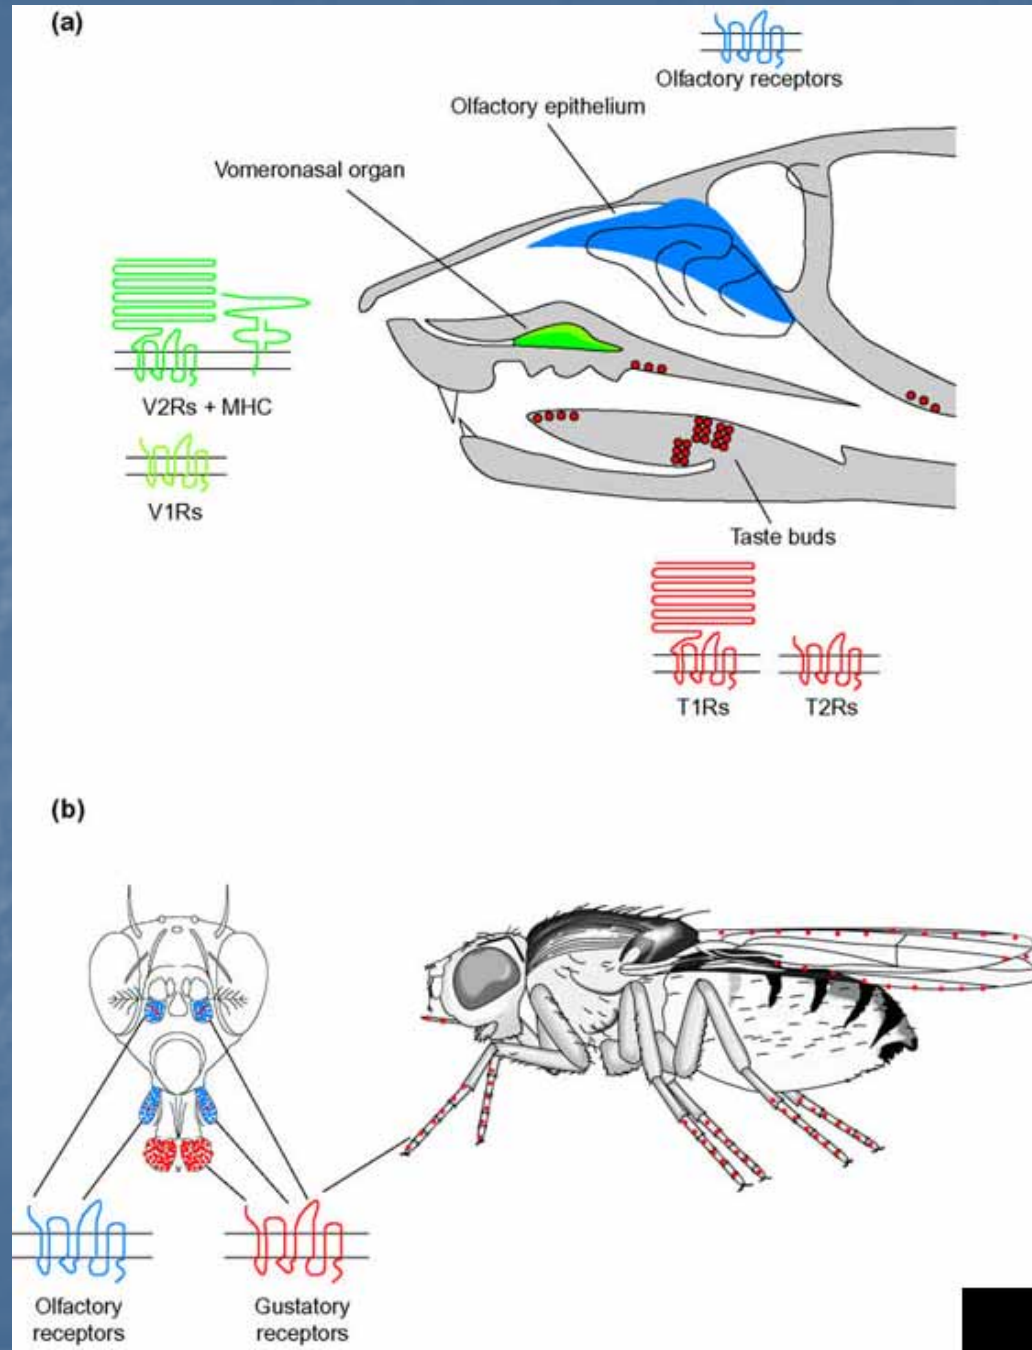 (a)
Olfactory receptors
Olfactory epithelium
Vomeronasal organ
V2Rs + MHC
V1Rs
Taste buds
T1Rs
T2Rs
(b)
Olfactory
receptors
Gustatory
receptors